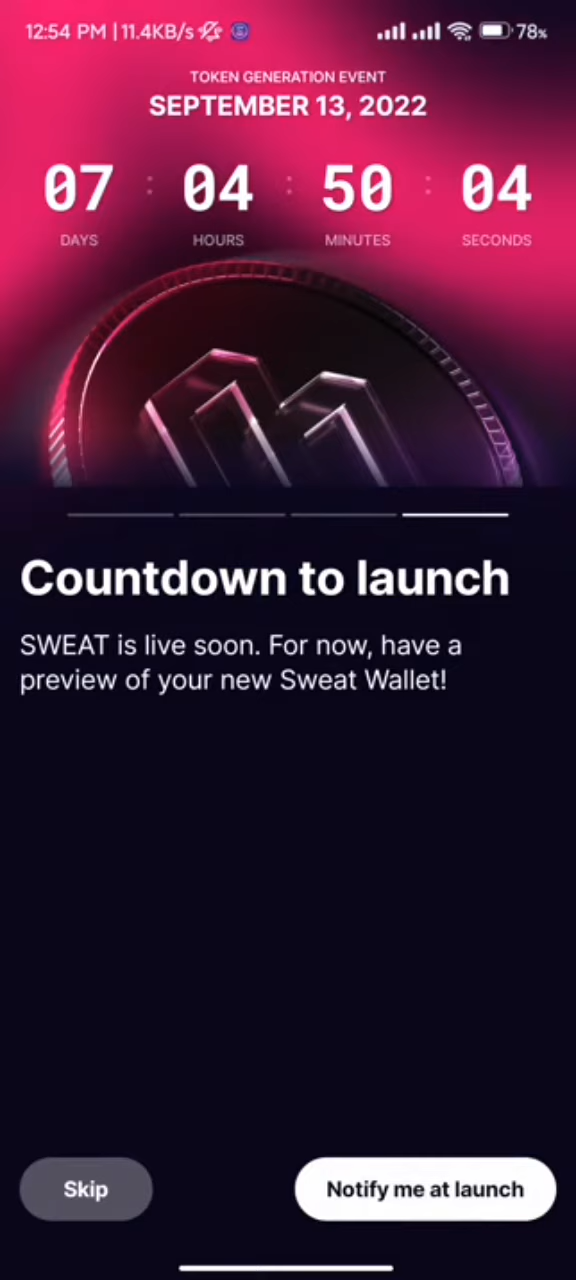 12:54 PM | 11.4KB/s 78%
TOKEN GENERATION EVENT
SEPTEMBER 13, 2022
07 : 04 : 50 : 04
DAYS HOURS MINUTES SECONDS
Countdown to launch
SWEAT is live soon. For now, have a
preview of your new Sweat Wallet!
Skip Notify me at launch